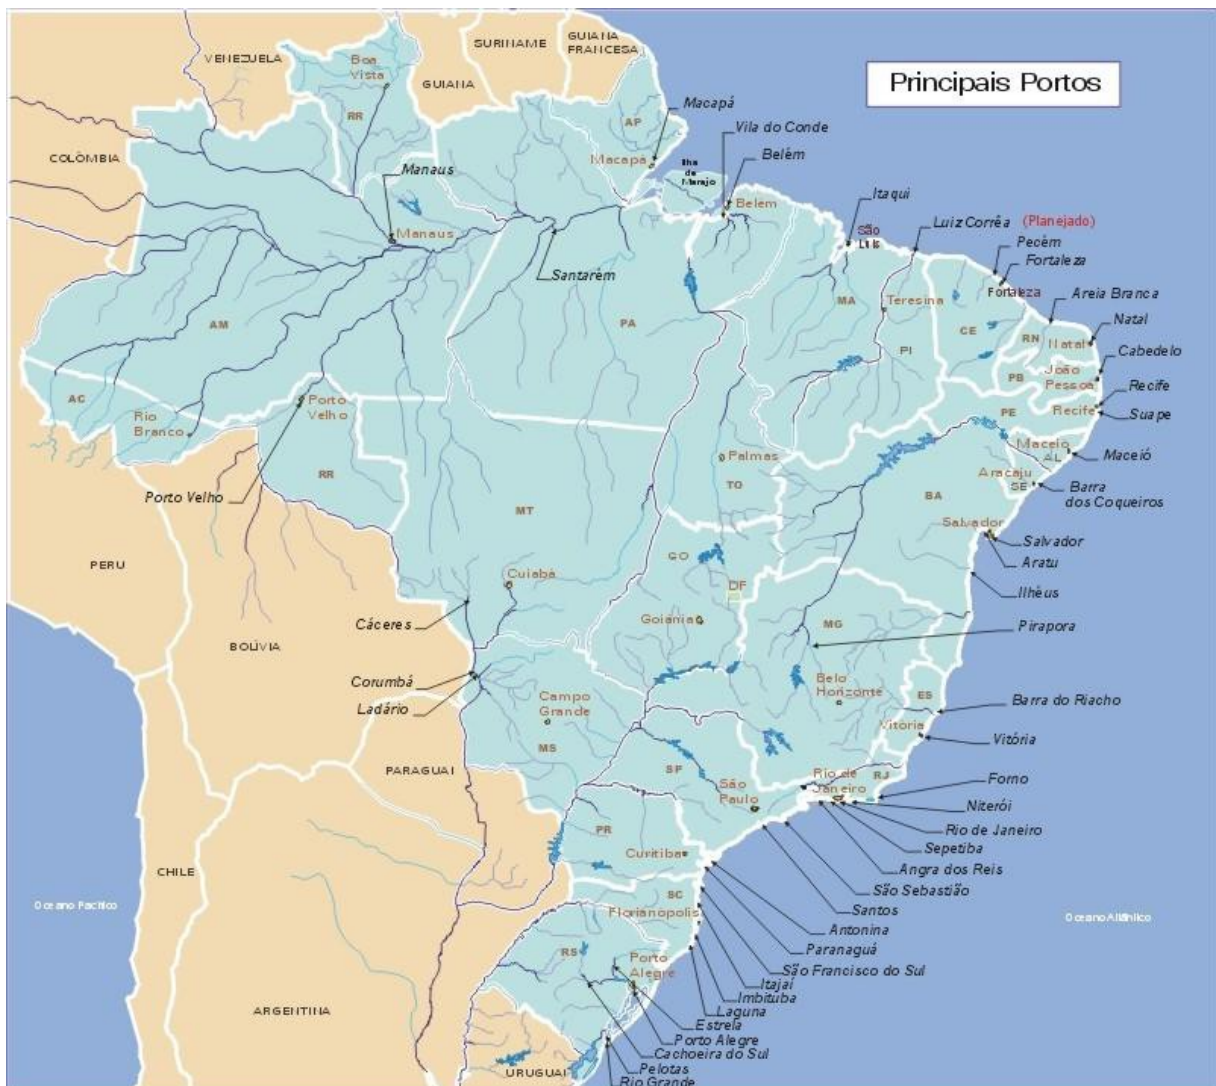 Principais Portos
VENEZUELA
SURINAME
GUIANA
FRANCESA
GUIANA
COLÔMBIA
Boa
Vista
RR
AP
Macapá
Macapá
Ilha
de
Marajo
Vila do Conde
Belém
Belem
Manaus
Manaus
Santarém
Itaqui
São
Luis
Luiz Corrêa (Planejado)
Pecém
Fortaleza
Fortaleza
Areia Branca
Natal
Natal
Cabedelo
João
Pessoa
Recife
Recife
Suape
AM
PA
MA
Teresina
PI
CE
RN
PB
PE
AC
Rio
Branco
Porto
Velho
Porto Velho
RR
Palmas
TO
MT
BA
Maceio
AL
Maceió
Aracaju
SE
Barra
dos Coqueiros
Salvador
Salvador
Aratu
Ilhéus
PERU
BOLÍVIA
Cuiabá
Cáceres
GO
DF
Goiânia
MG
Pirapora
Corumbá
Ladário
Campo
Grande
MS
Belo
Horizonte
ES
Barra do Riacho
Vitória
Vitória
PARAGUAI
SP
São
Paulo
Rio de
Janeiro
RJ
Forno
Niterói
Rio de Janeiro
Sepetiba
Angra dos Reis
São Sebastião
Santos
Antonina
Paranaguá
São Francisco do Sul
Itajaí
Imbituba
Laguna
Estrela
Porto Alegre
Cachoeira do Sul
Pelotas
Rio Grande
PR
Curitiba
SC
Florianopolis
RS
Porto
Alegre
CHILE
ARGENTINA
URUGUAI
Oceano Pacífico
Oceano Atlântico